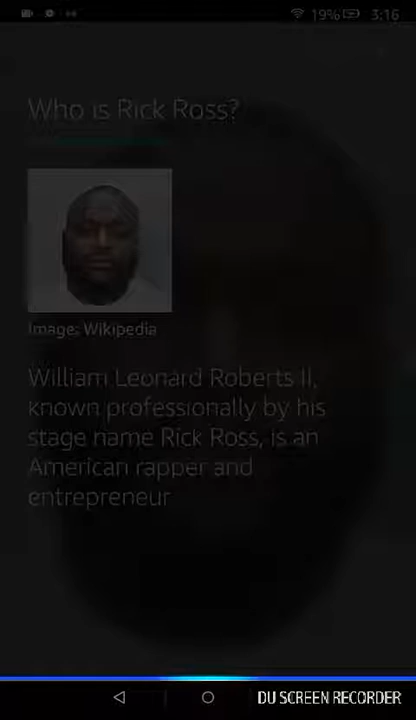 19% 3:16
Who is Rick Ross?
Image: Wikipedia
William Leonard Roberts II,
known professionally by his
stage name Rick Ross, is an
American rapper and
entrepreneur
DU SCREEN RECORDER